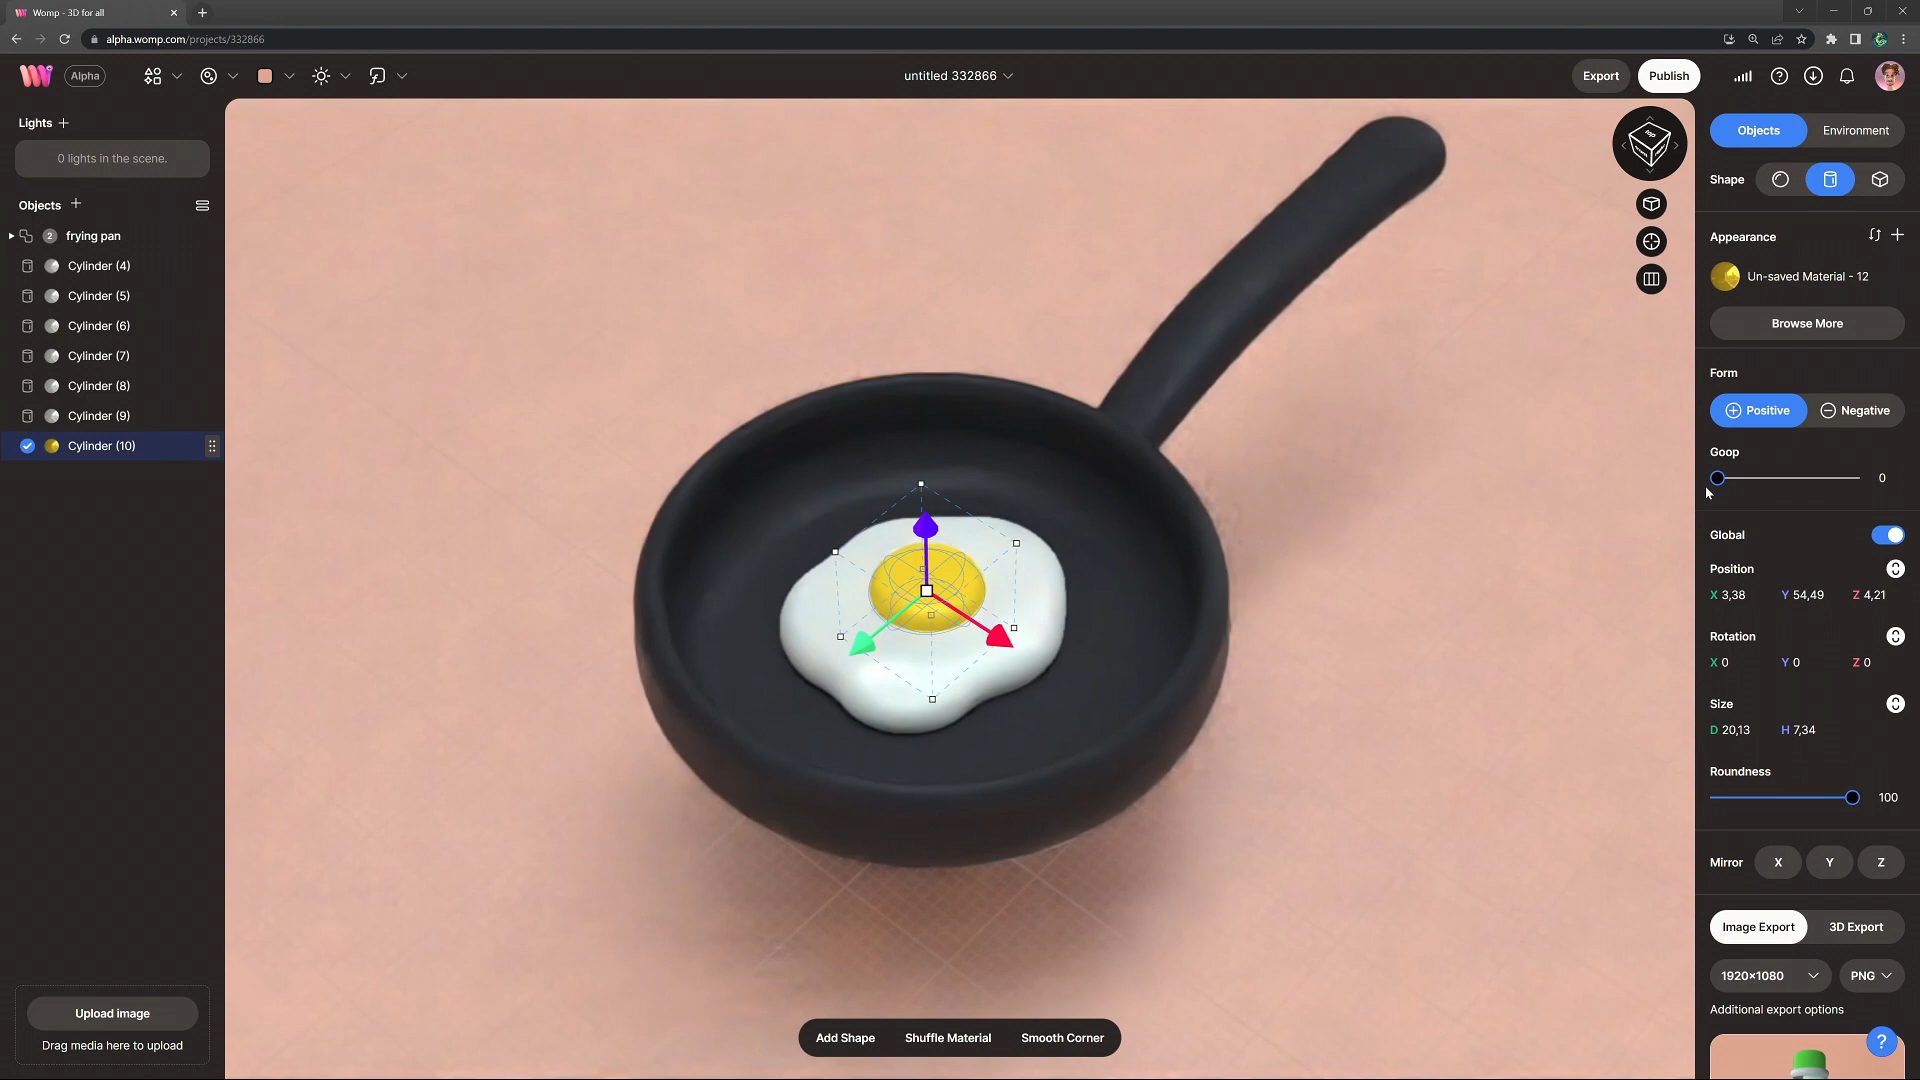 Womp - 3D for all
alpha.womp.com/projects/332866
Alpha
untitled 332866
Export
Publish
Lights
0 lights in the scene.
Objects
2 frying pan
Cylinder (4)
Cylinder (5)
Cylinder (6)
Cylinder (7)
Cylinder (8)
Cylinder (9)
Cylinder (10)
Upload image
Drag media here to upload
Top
Add Shape Shuffle Material Smooth Corner
Objects Environment
Shape
Appearance
Un-saved Material - 12
Browse More
Form
Positive Negative
Goop
0
Global
Position
X 3,38 Y 54,49 Z 4,21
Rotation
X 0 Y 0 Z 0
Size
D 20,13 H 7,34
Roundness
100
Mirror X Y Z
Image Export 3D Export
1920×1080 PNG
Additional export options
?